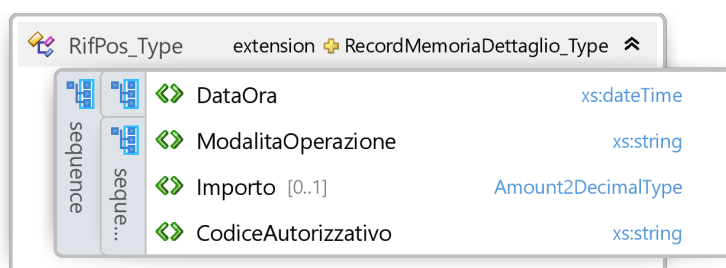 RifPos_Type extension RecordMemoriaDettaglio_Type
DataOra xs:dateTime
ModalitaOperazione xs:string
Importo [0..1] Amount2DecimalType
CodiceAutorizzativo xs:string
sequence
seque...